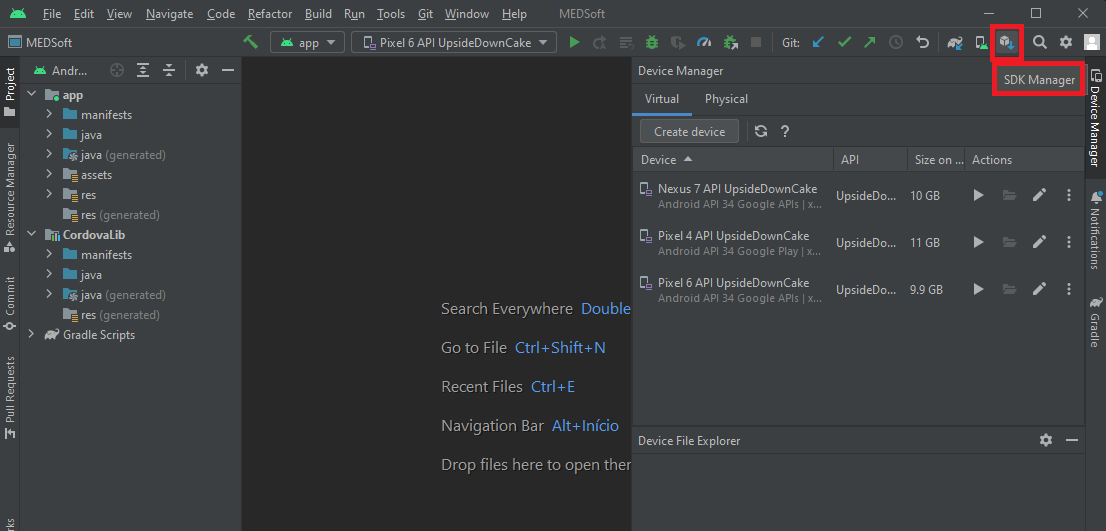 File Edit View Navigate Code Refactor Build Run Tools Git Window Help MEDSoft
MEDSoft app Pixel 6 API UpsideDownCake Git:
Project
Resource Manager
Commit
Pull Requests
Andr...
app
manifests
java
java (generated)
assets
res
res (generated)
CordovaLib
manifests
java
java (generated)
res (generated)
Gradle Scripts
Search Everywhere Double
Go to File Ctrl+Shift+N
Recent Files Ctrl+E
Navigation Bar Alt+Início
Drop files here to open
Device Manager
SDK Manager
Virtual Physical
Create device
Device API Size on ... Actions
Nexus 7 API UpsideDownCake
Android API 34 Google APIs | x...
UpsideDo... 10 GB
Pixel 4 API UpsideDownCake
Android API 34 Google Play | x...
UpsideDo... 11 GB
Pixel 6 API UpsideDownCake
Android API 34 Google APIs | x...
UpsideDo... 9.9 GB
Device File Explorer
Device Manager
Notifications
Gradle